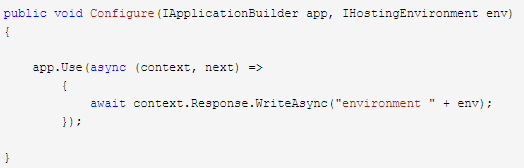 public void Configure(IApplicationBuilder app, IHostingEnvironment env)
{
app.Use(async (context, next) =>
{
await context.Response.WriteAsync("environment " + env);
});
}